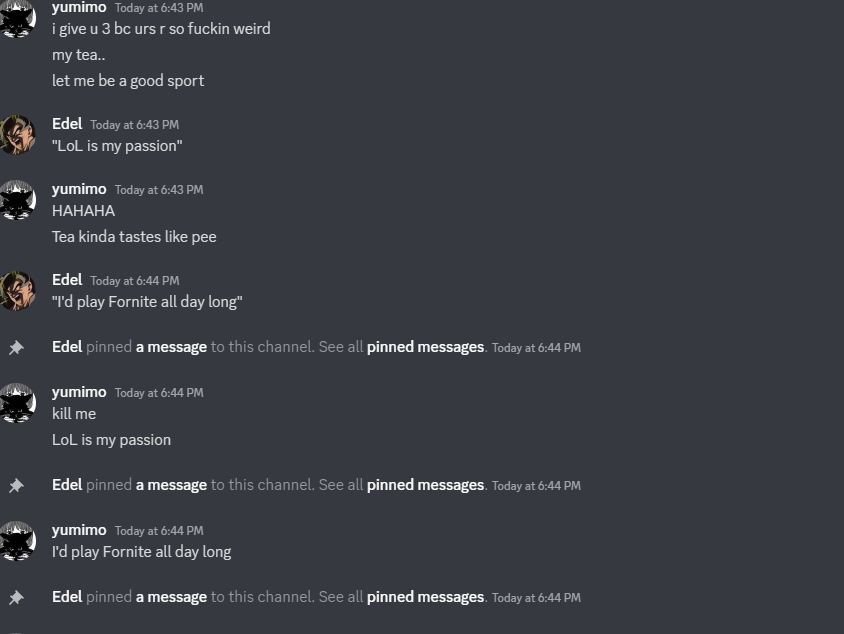 yumimo Today at 6:43 PM
i give u 3 bc urs r so fuckin weird
my tea..
let me be a good sport
Edel Today at 6:43 PM
"LoL is my passion"
yumimo Today at 6:43 PM
HAHAHA
Tea kinda tastes like pee
Edel Today at 6:44 PM
"I'd play Fornite all day long"
Edel pinned a message to this channel. See all pinned messages. Today at 6:44 PM
yumimo Today at 6:44 PM
kill me
LoL is my passion
Edel pinned a message to this channel. See all pinned messages. Today at 6:44 PM
yumimo Today at 6:44 PM
I'd play Fornite all day long
Edel pinned a message to this channel. See all pinned messages. Today at 6:44 PM